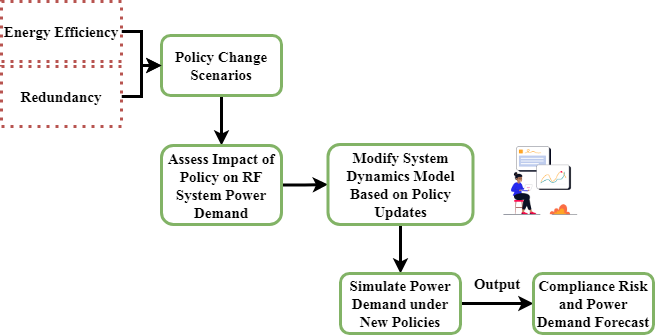 Energy Efficiency
Redundancy
Policy Change
Scenarios
Assess Impact of
Policy on RF
System Power
Demand
Modify System
Dynamics Model
Based on Policy
Updates
Simulate Power
Demand under
New Policies
Output
Compliance Risk
and Power
Demand Forecast